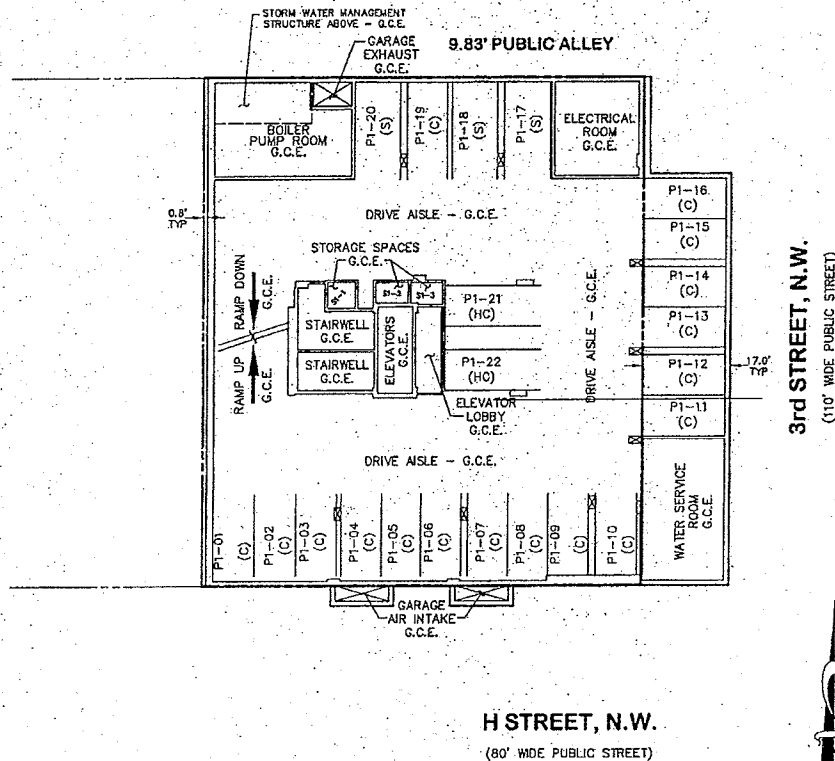 STORM WATER MANAGEMENT
STRUCTURE ABOVE - G.C.E.
GARAGE
EXHAUST
G.C.E.
9.83' PUBLIC ALLEY
BOILER
PUMP ROOM
G.C.E.
P1-20
(S)
P1-19
(C)
P1-18
(S)
P1-17
(S)
ELECTRICAL
ROOM
G.C.E.
P1-16
(C)
P1-15
(C)
P1-14
(C)
P1-13
(C)
P1-12
(C)
P1-11
(C)
0.8'
TYP
DRIVE AISLE - G.C.E.
STORAGE SPACES
G.C.E.
S1-1
S1-2
S1-3
RAMP DOWN
G.C.E.
RAMP UP
G.C.E.
STAIRWELL
G.C.E.
STAIRWELL
G.C.E.
ELEVATORS
G.C.E.
P1-21
(HC)
P1-22
(HC)
ELEVATOR
LOBBY
G.C.E.
DRIVE AISLE - G.C.E.
17.0'
TYP
3rd STREET, N.W.
(110' WIDE PUBLIC STREET)
DRIVE AISLE - G.C.E.
WATER SERVICE
ROOM
G.C.E.
P1-01
(C)
P1-02
(C)
P1-03
(C)
P1-04
(C)
P1-05
(C)
P1-06
(C)
P1-07
(C)
P1-08
(C)
P1-09
(C)
P1-10
(C)
GARAGE
AIR INTAKE
G.C.E.
H STREET, N.W.
(80' WIDE PUBLIC STREET)